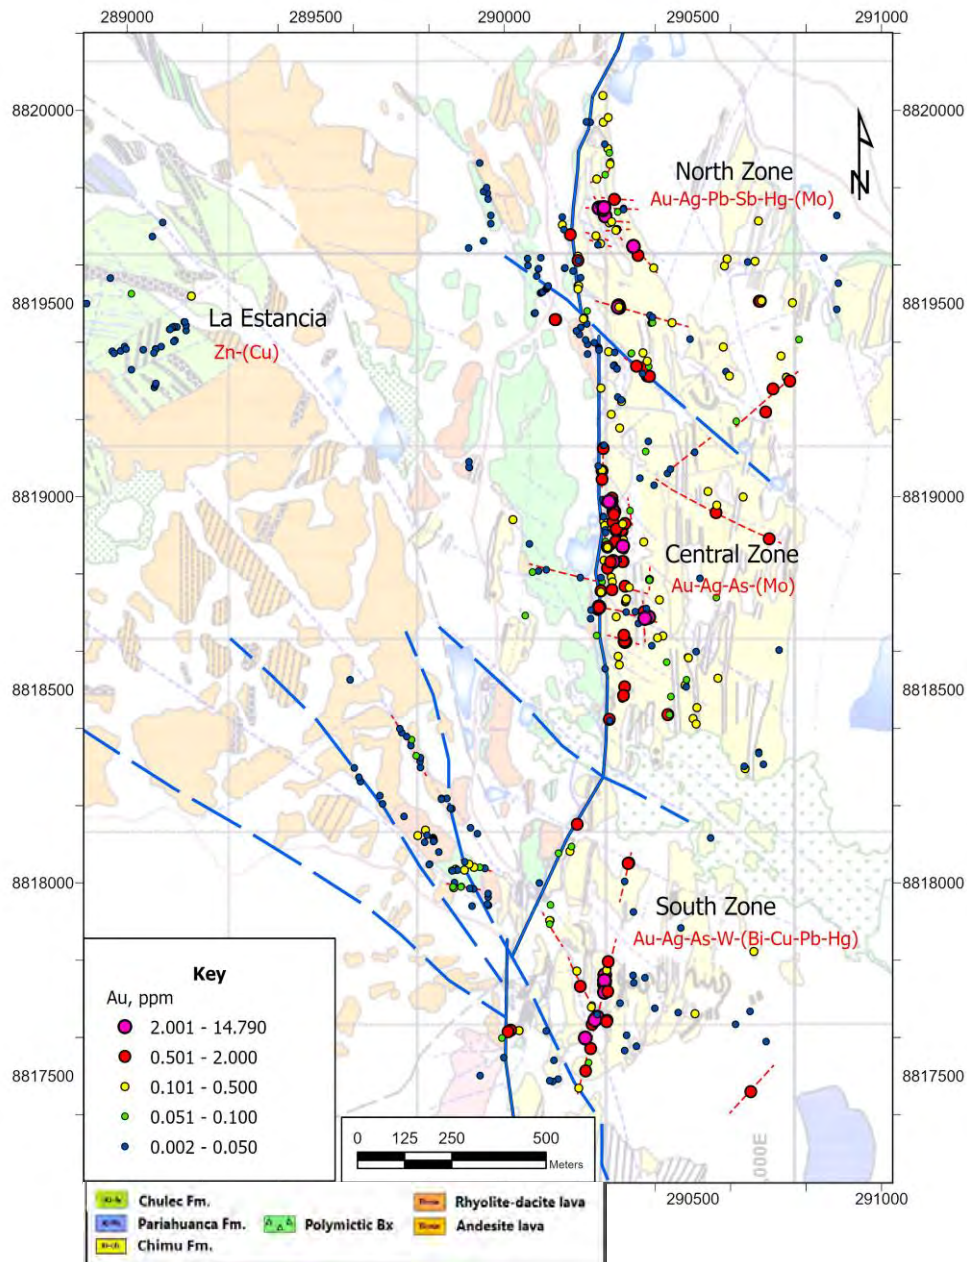 289000 289500 290000 290500 291000
8820000 8820000
North Zone
Au-Ag-Pb-Sb-Hg-(Mo)
N
8819500 8819500
La Estancia
Zn-(Cu)
8819000 8819000
Central Zone
Au-Ag-As-(Mo)
8818500 8818500
8818000 8818000
South Zone
Au-Ag-As-W-(Bi-Cu-Pb-Hg)
Key
Au, ppm
2.001 - 14.790
0.501 - 2.000
0.101 - 0.500
0.051 - 0.100
0.002 - 0.050
8817500 8817500
000E
0 125 250 500
Meters
289000 289500 290000 290500 291000
Chulec Fm. Rhyolite-dacite lava
Pariahuanca Fm. Polymictic Bx Andesite lava
Chimu Fm.